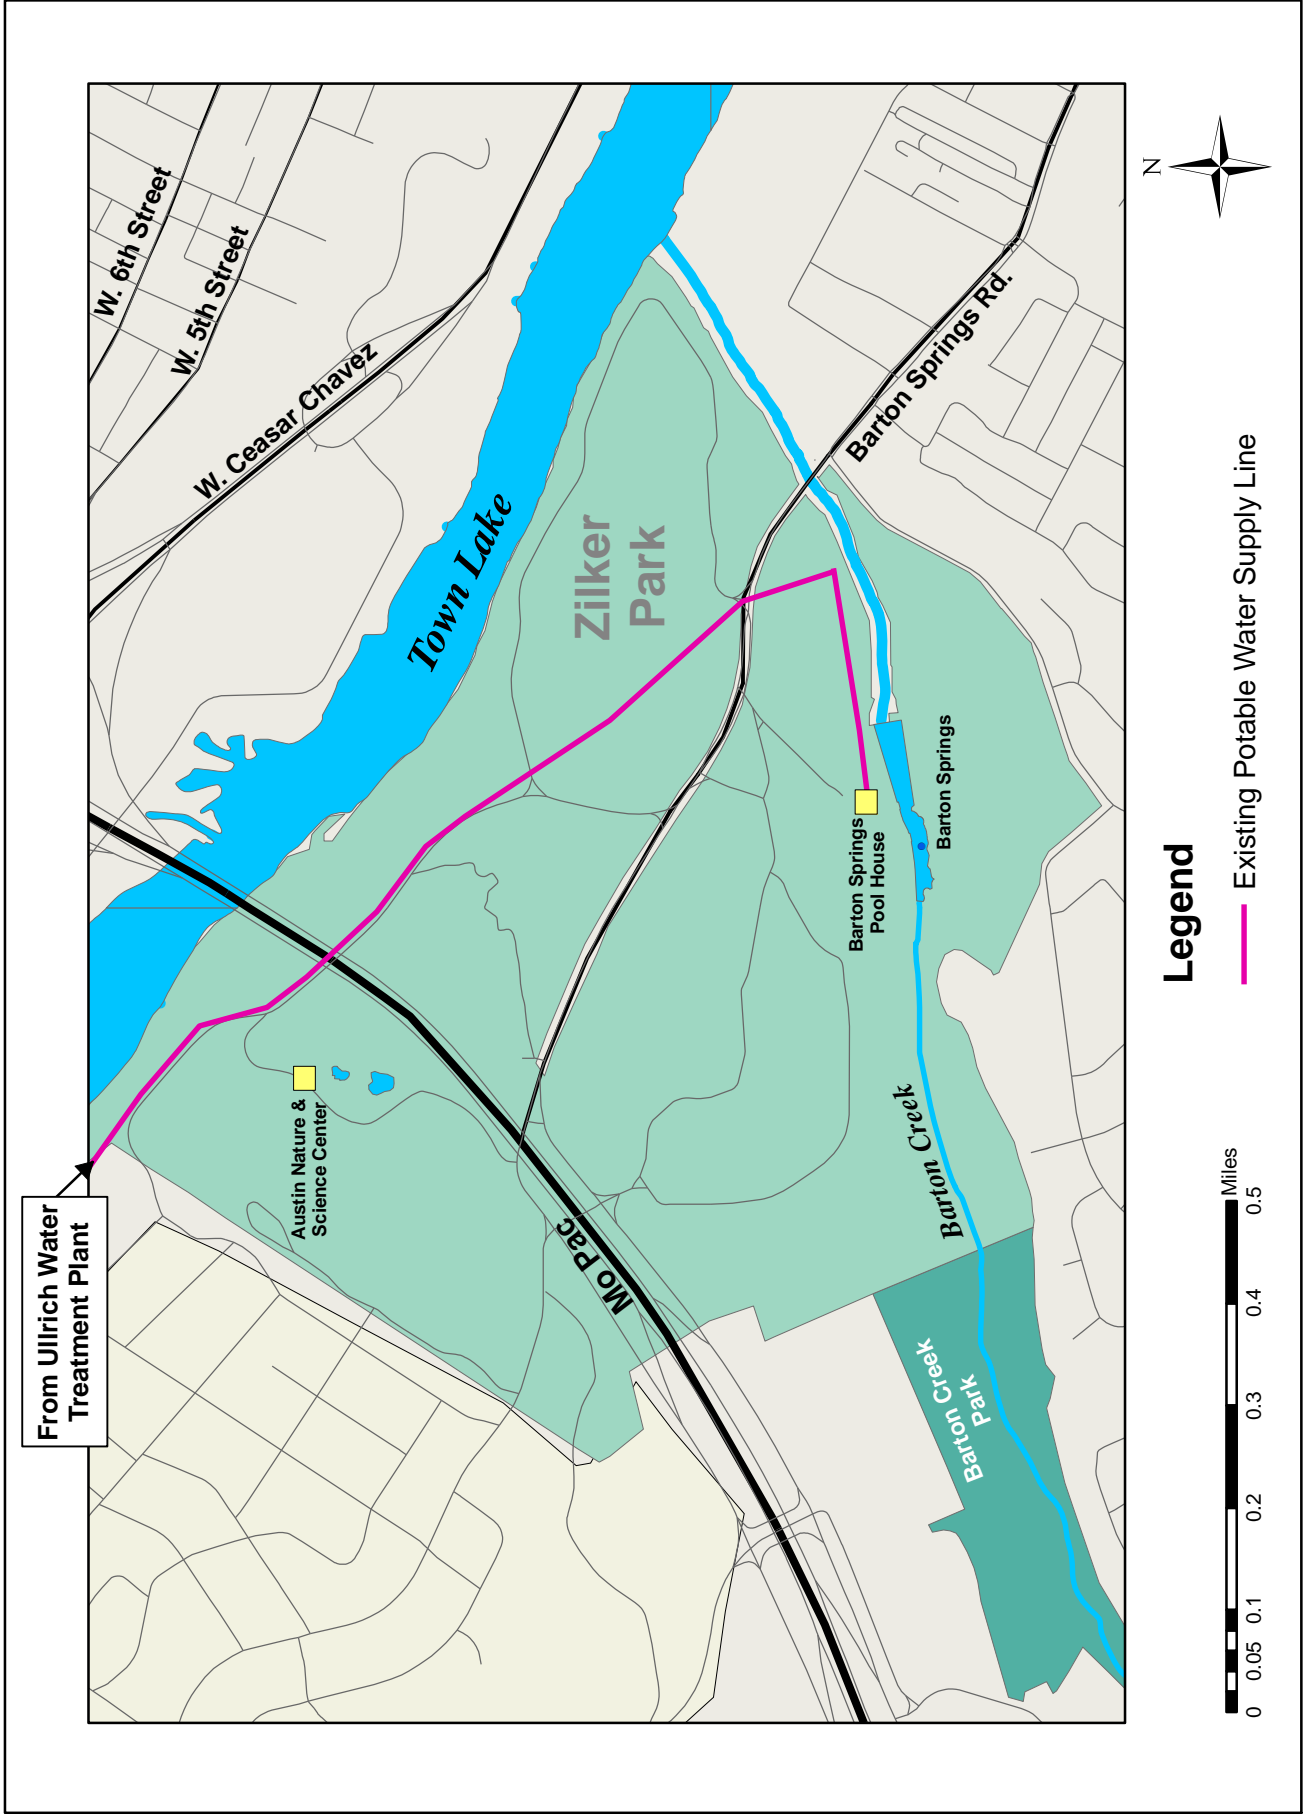 From Ullrich Water
Treatment Plant
W. 6th Street
W. 5th Street
W. Ceasar Chavez
Town Lake
Zilker
Park
Austin Nature &
Science Center
Mo Pac
Barton Springs Rd.
Barton Springs
Pool House
Barton Springs
Barton Creek
Barton Creek
Park
N
Legend
Existing Potable Water Supply Line
0 0.05 0.1 0.2 0.3 0.4 0.5
Miles